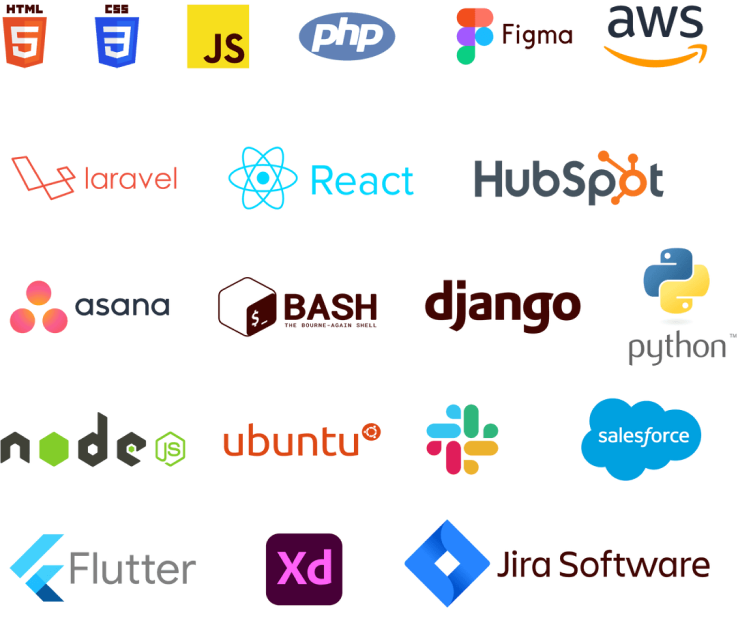 HTML
5
CSS
3
JS
php
Figma
aws
laravel
React
HubSpot
asana
$_
BASH
THE BOURNE-AGAIN SHELL
django
python™
node
JS
ubuntu
salesforce
Flutter
Xd
Jira Software